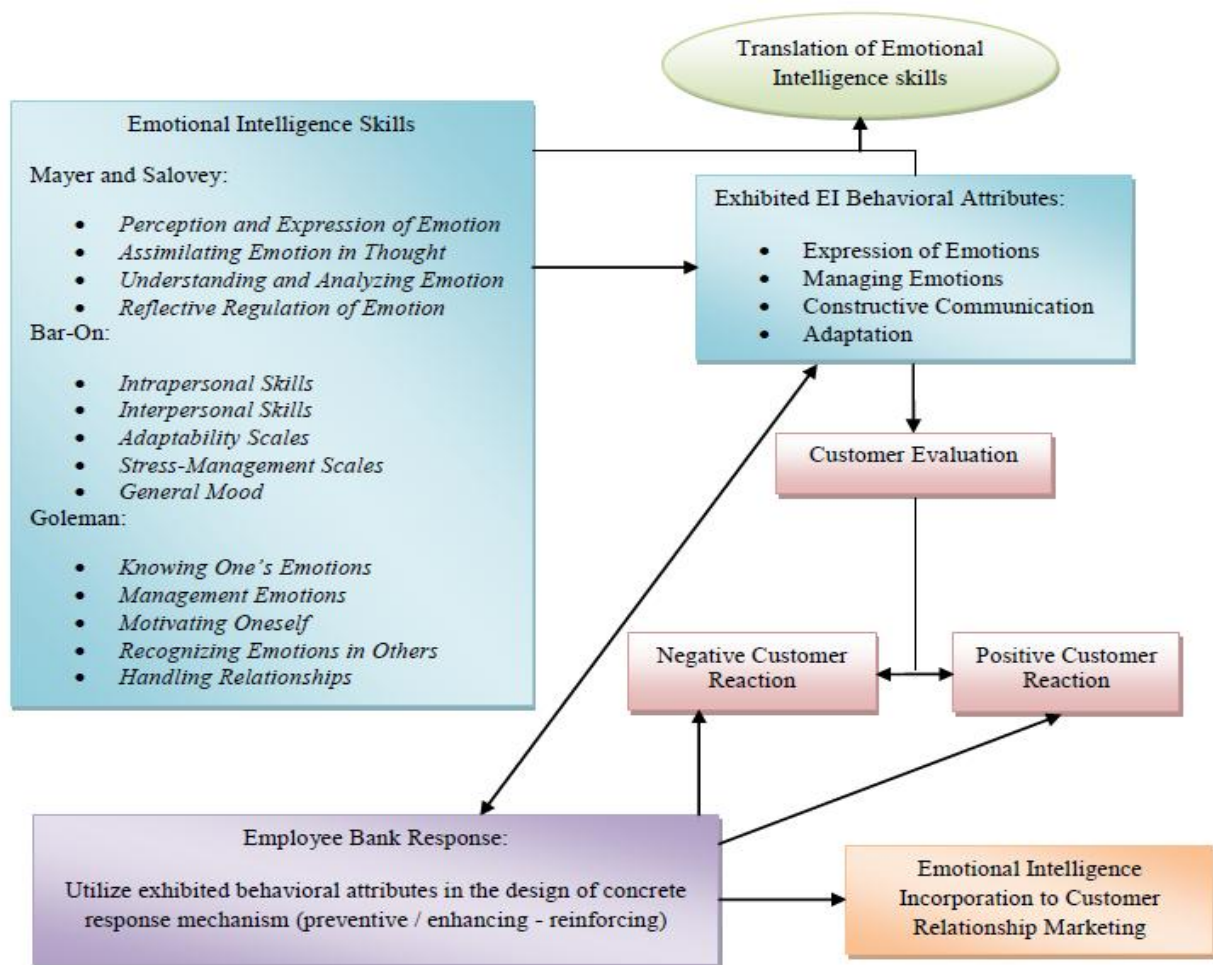 Translation of Emotional
Intelligence skills
Emotional Intelligence Skills
Mayer and Salovey:
• Perception and Expression of Emotion
• Assimilating Emotion in Thought
• Understanding and Analyzing Emotion
• Reflective Regulation of Emotion
Bar-On:
• Intrapersonal Skills
• Interpersonal Skills
• Adaptability Scales
• Stress-Management Scales
• General Mood
Goleman:
• Knowing One’s Emotions
• Management Emotions
• Motivating Oneself
• Recognizing Emotions in Others
• Handling Relationships
Exhibited EI Behavioral Attributes:
• Expression of Emotions
• Managing Emotions
• Constructive Communication
• Adaptation
Customer Evaluation
Negative Customer
Reaction
Positive Customer
Reaction
Employee Bank Response:
Utilize exhibited behavioral attributes in the design of concrete
response mechanism (preventive / enhancing - reinforcing)
Emotional Intelligence
Incorporation to Customer
Relationship Marketing